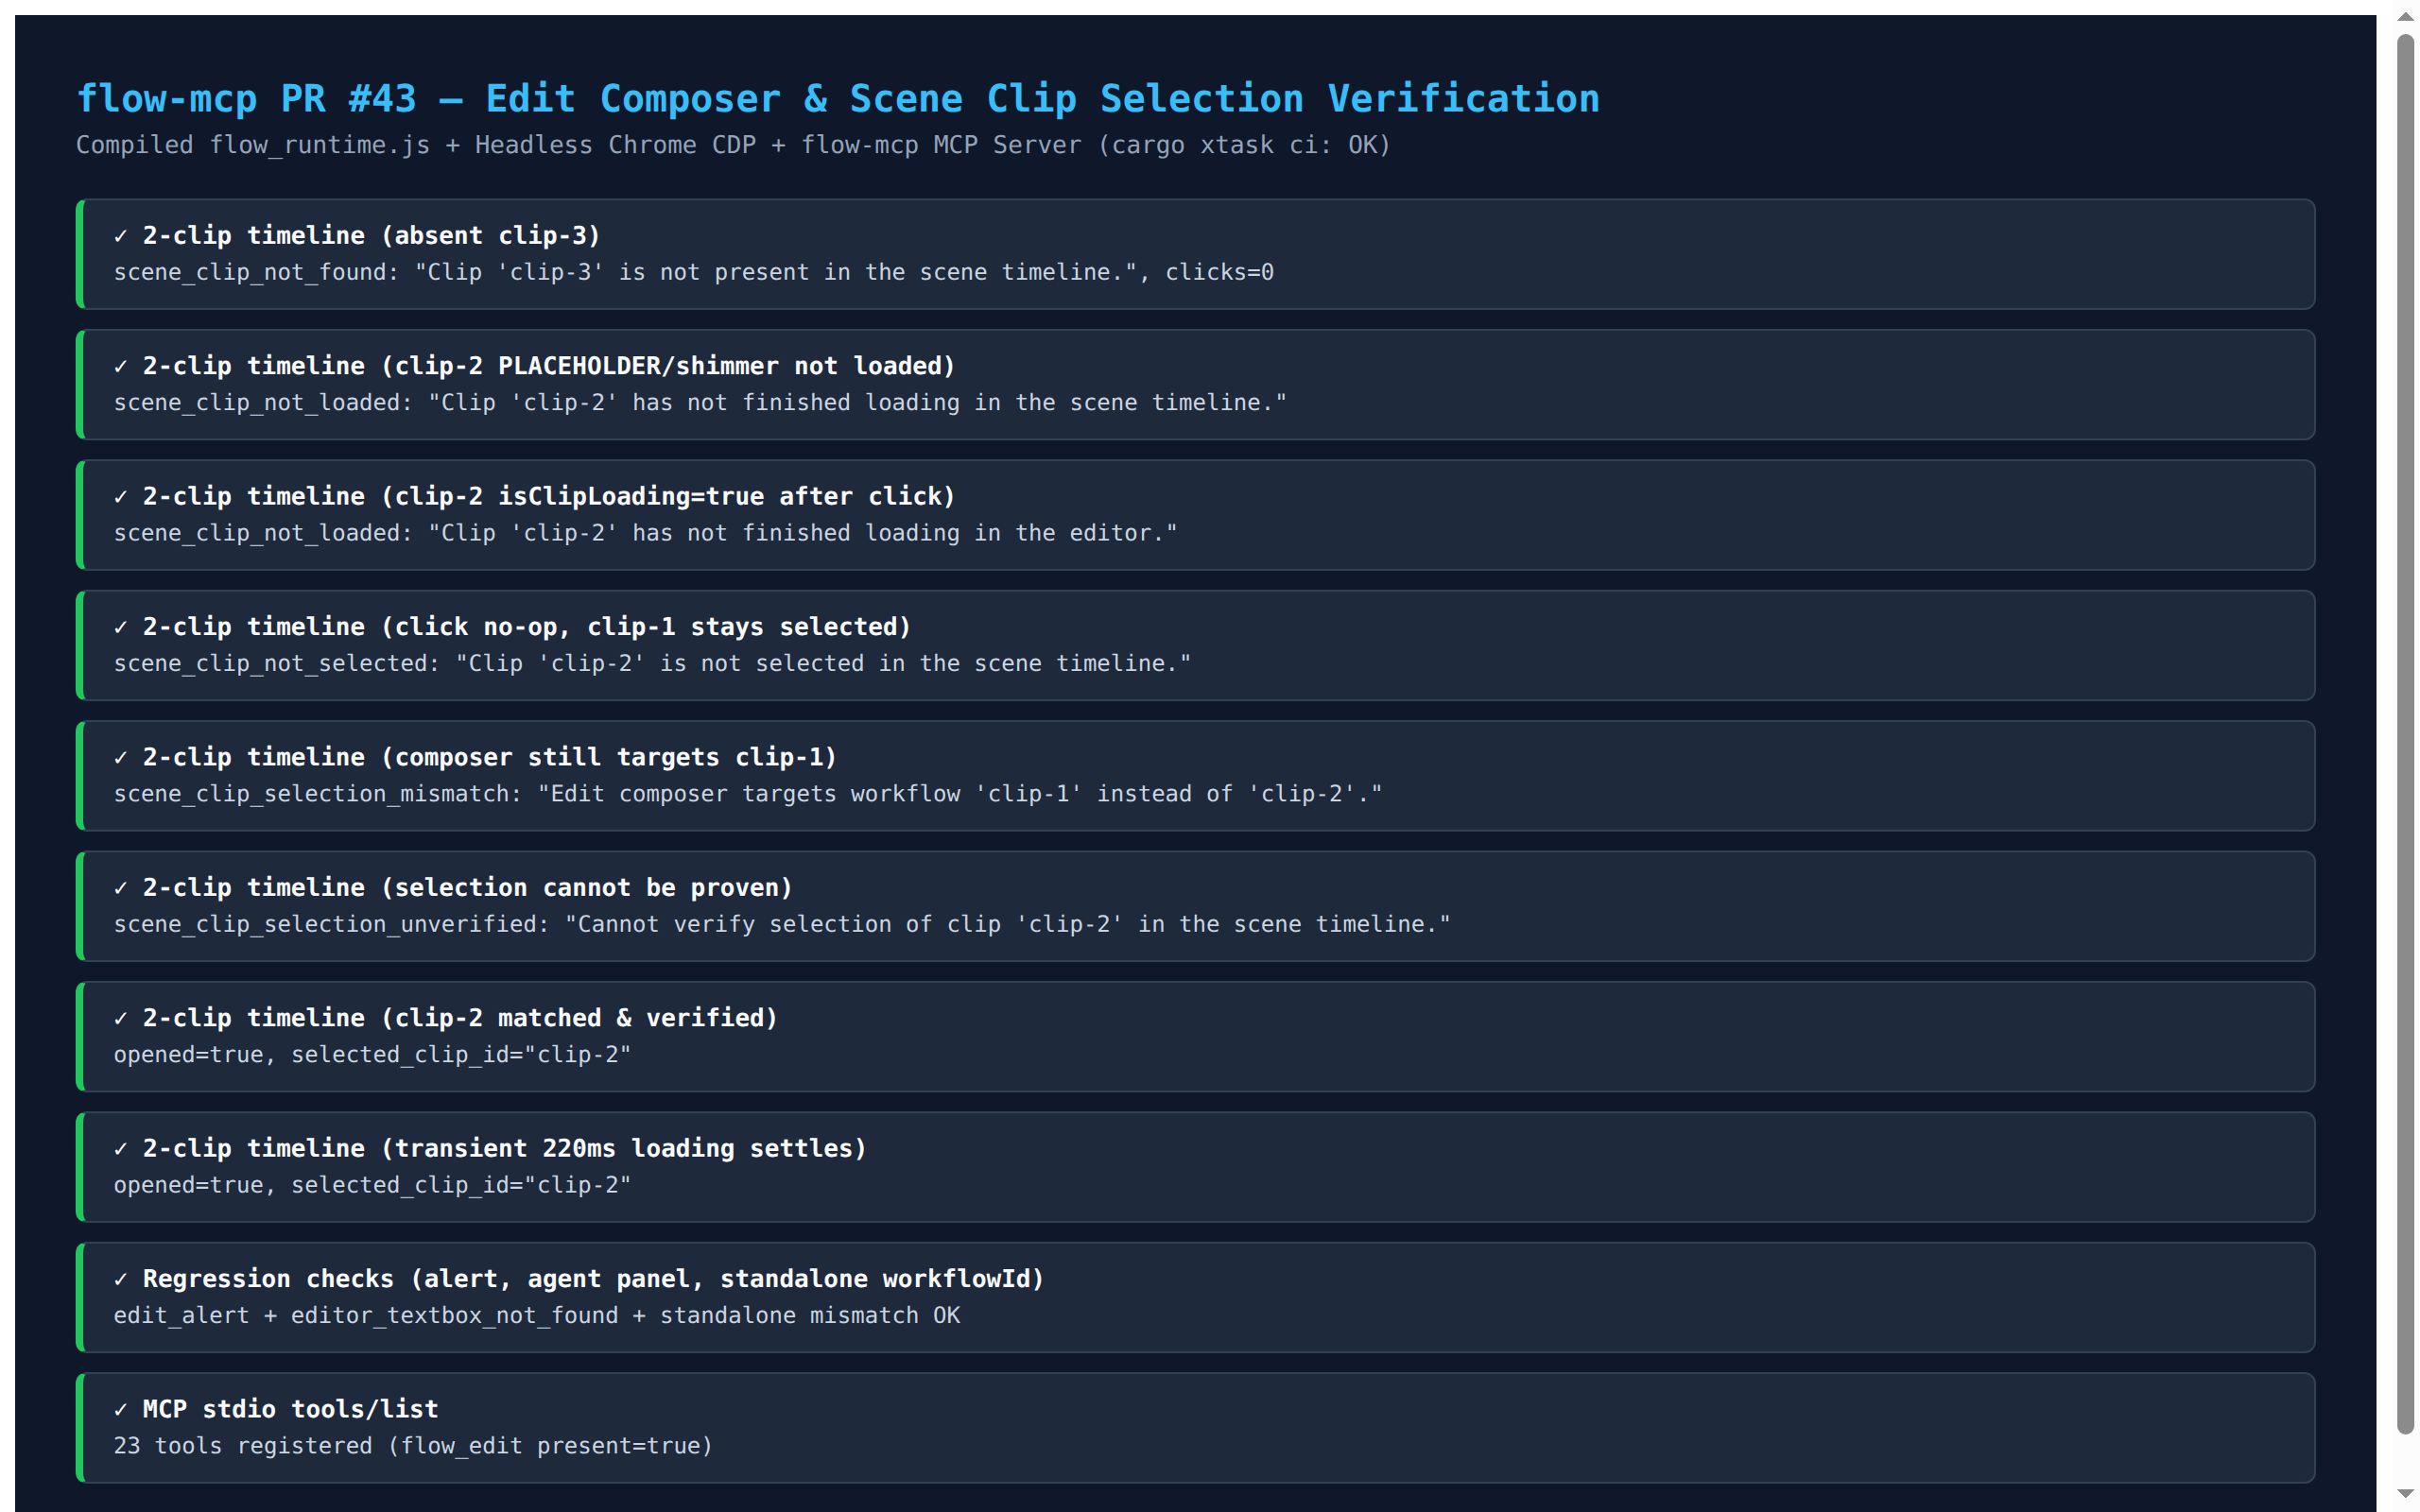 flow-mcp PR #43 — Edit Composer & Scene Clip Selection Verification
Compiled flow_runtime.js + Headless Chrome CDP + flow-mcp MCP Server (cargo xtask ci: OK)
✓ 2-clip timeline (absent clip-3)
scene_clip_not_found: "Clip 'clip-3' is not present in the scene timeline.", clicks=0
✓ 2-clip timeline (clip-2 PLACEHOLDER/shimmer not loaded)
scene_clip_not_loaded: "Clip 'clip-2' has not finished loading in the scene timeline."
✓ 2-clip timeline (clip-2 isClipLoading=true after click)
scene_clip_not_loaded: "Clip 'clip-2' has not finished loading in the editor."
✓ 2-clip timeline (click no-op, clip-1 stays selected)
scene_clip_not_selected: "Clip 'clip-2' is not selected in the scene timeline."
✓ 2-clip timeline (composer still targets clip-1)
scene_clip_selection_mismatch: "Edit composer targets workflow 'clip-1' instead of 'clip-2'."
✓ 2-clip timeline (selection cannot be proven)
scene_clip_selection_unverified: "Cannot verify selection of clip 'clip-2' in the scene timeline."
✓ 2-clip timeline (clip-2 matched & verified)
opened=true, selected_clip_id="clip-2"
✓ 2-clip timeline (transient 220ms loading settles)
opened=true, selected_clip_id="clip-2"
✓ Regression checks (alert, agent panel, standalone workflowId)
edit_alert + editor_textbox_not_found + standalone mismatch OK
✓ MCP stdio tools/list
23 tools registered (flow_edit present=true)